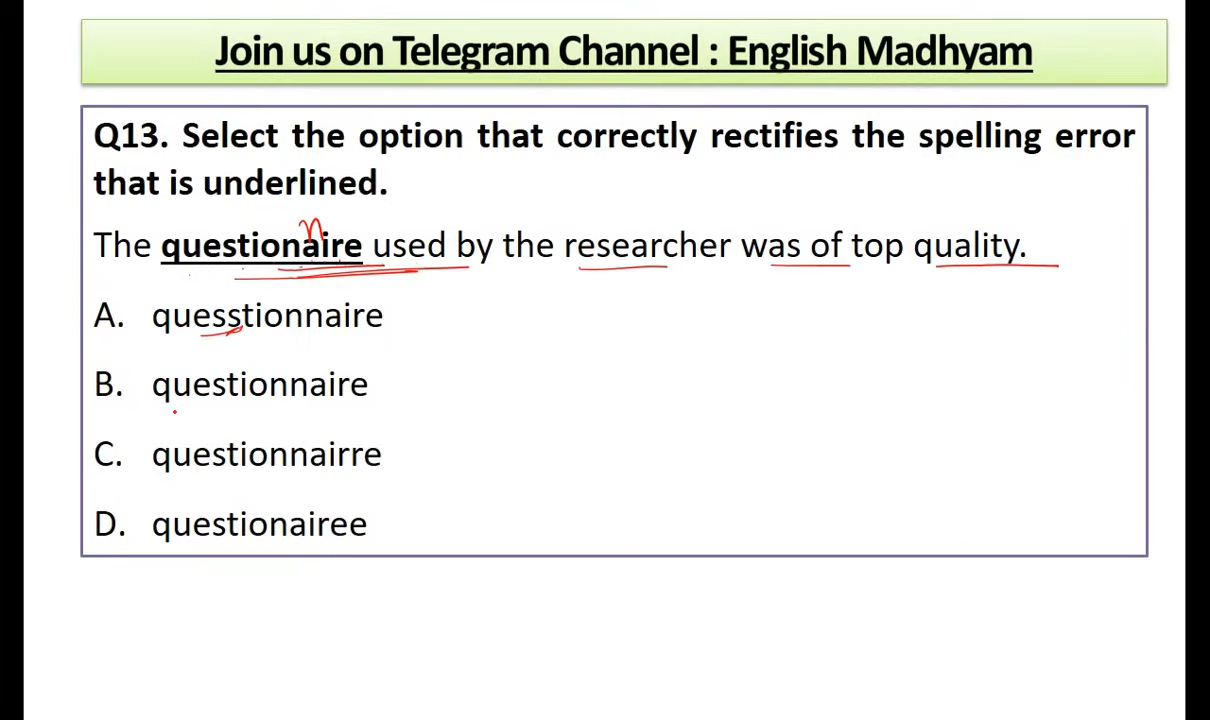 Join us on Telegram Channel : English Madhyam
Q13. Select the option that correctly rectifies the spelling error
that is underlined.
n
The questionaire used by the researcher was of top quality.
A. quesstionnaire
B. questionnaire
C. questionnairre
D. questionairee